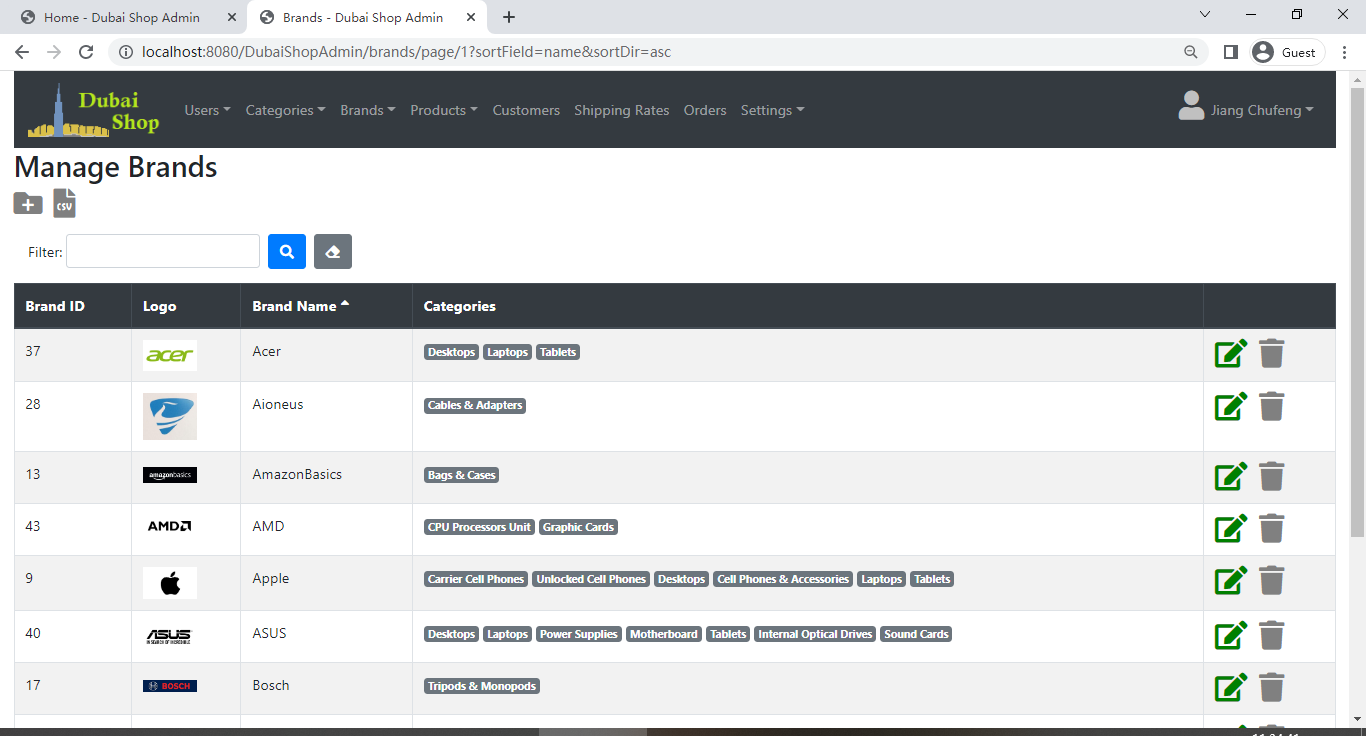 Home - Dubai Shop Admin
Brands - Dubai Shop Admin
localhost:8080/DubaiShopAdmin/brands/page/1?sortField=name&sortDir=asc
Guest
Dubai Shop
Users Categories Brands Products Customers Shipping Rates Orders Settings Jiang Chufeng
Manage Brands
CSV
Filter:
Brand ID Logo Brand Name Categories
37 acer Acer Desktops Laptops Tablets
28 Aioneus Cables & Adapters
13 amazonbasics AmazonBasics Bags & Cases
43 AMD AMD CPU Processors Unit Graphic Cards
9 Apple Carrier Cell Phones Unlocked Cell Phones Desktops Cell Phones & Accessories Laptops Tablets
40 ASUS IN SEARCH OF INCREDIBLE ASUS Desktops Laptops Power Supplies Motherboard Tablets Internal Optical Drives Sound Cards
17 BOSCH Bosch Tripods & Monopods